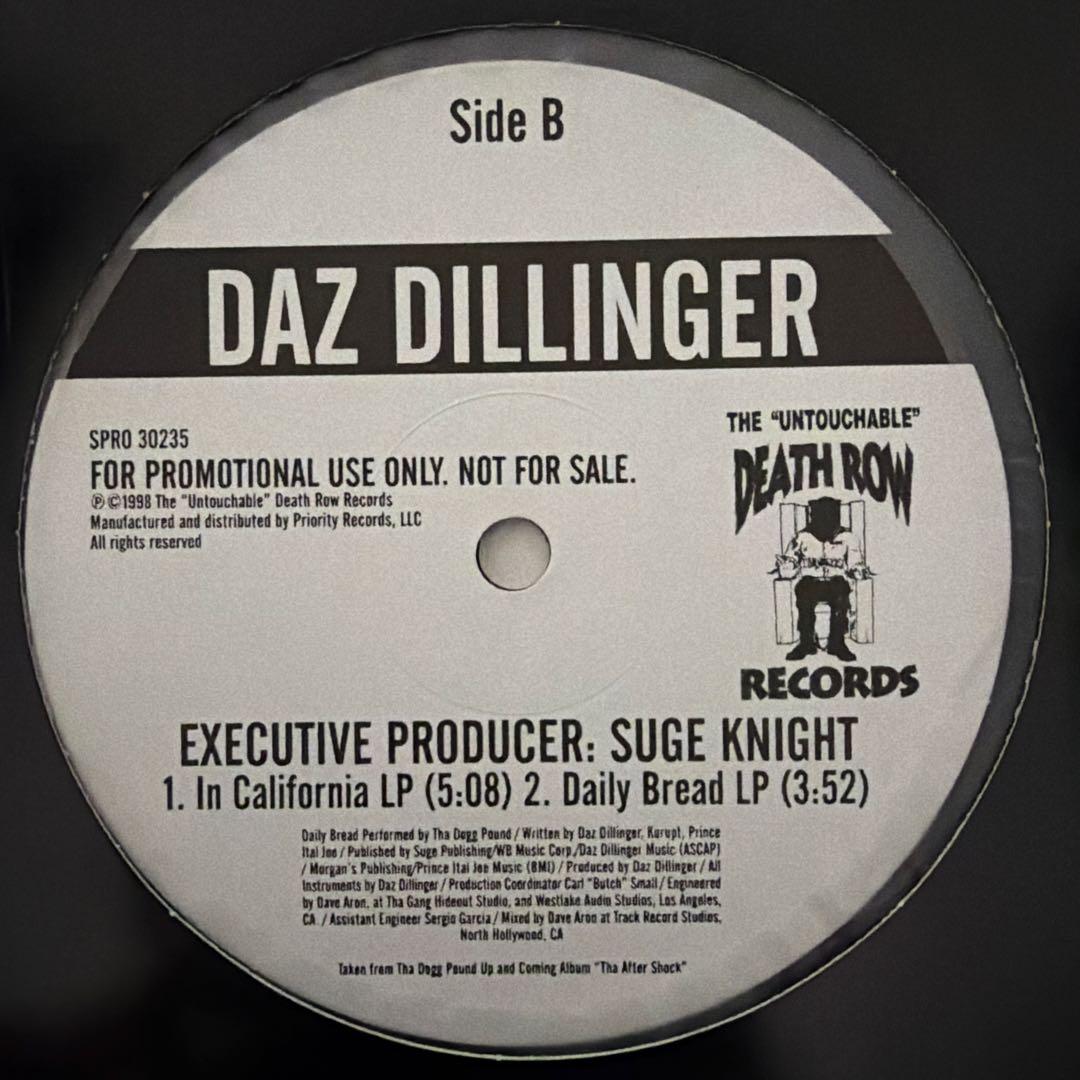 Side B
DAZ DILLINGER
SPRO 30235
FOR PROMOTIONAL USE ONLY. NOT FOR SALE.
℗©1998 The "Untouchable" Death Row Records
Manufactured and distributed by Priority Records, LLC
All rights reserved
THE "UNTOUCHABLE"
DEATH ROW
RECORDS
EXECUTIVE PRODUCER: SUGE KNIGHT
1. In California LP (5:08) 2. Daily Bread LP (3:52)
Daily Bread Performed by Tha Dogg Pound / Written by Daz Dillinger, Kurupt, Prince
Ital Joe / Published by Suge Publishing/WB Music Corp./Daz Dillinger Music (ASCAP)
/ Morgan's Publishing/Prince Ital Joe Music (BMI) / Produced by Daz Dillinger / All
Instruments by Daz Dillinger / Production Coordinator Carl "Butch" Small / Engineered
by Dave Aron, at Tha Gang Hideout Studio, and Westlake Audio Studios, Los Angeles,
CA. / Assistant Engineer Sergio Garcia / Mixed by Dave Aron at Track Record Studios,
North Hollywood, CA
Taken from Tha Dogg Pound Up and Coming Album "Tha After Shock"